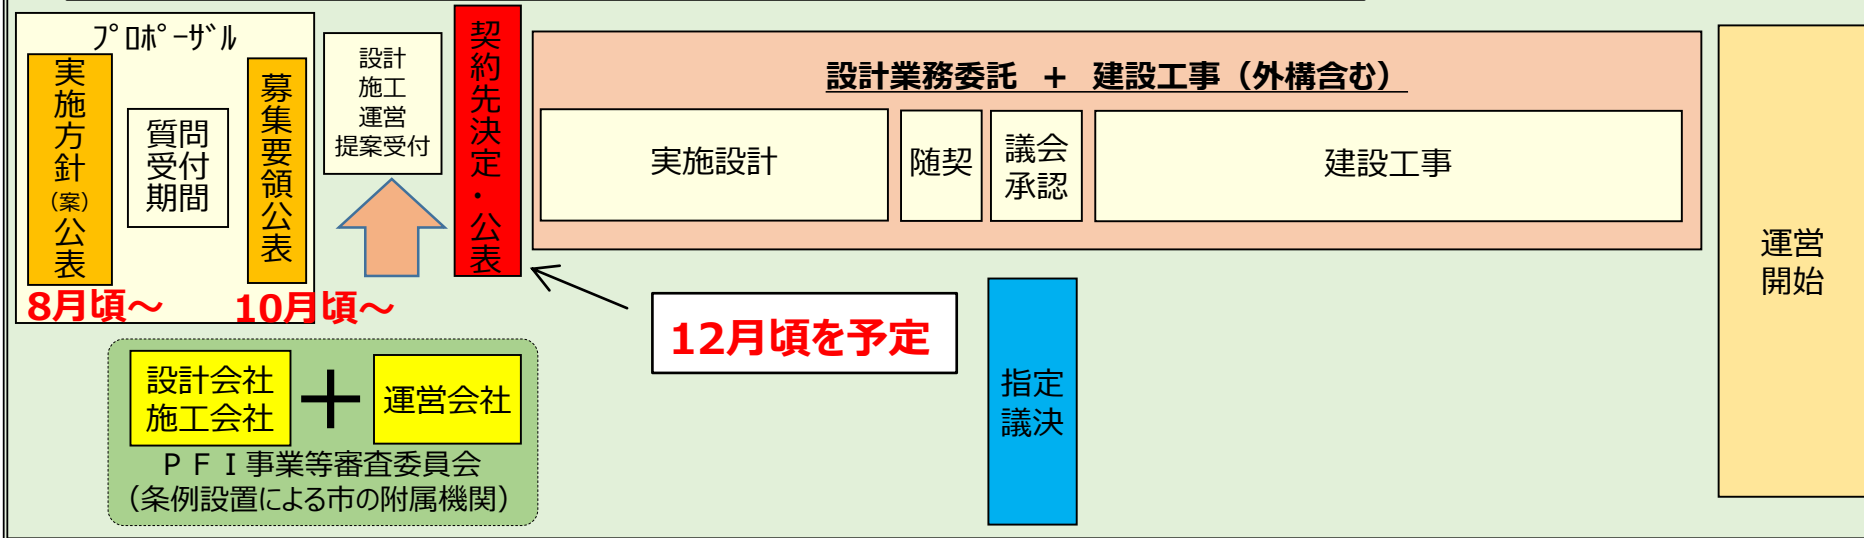 ﾌﾟﾛﾎﾟｰｻﾞﾙ
実施方針（案）公表
質問
受付
期間
募集要領公表
8月頃～
10月頃～
設計
施工
運営
提案受付
契約先決定・公表
設計業務委託　＋　建設工事（外構含む）
実施設計
随契
議会
承認
建設工事
運営
開始
12月頃を予定
指定
議決
設計会社
施工会社
＋
運営会社
ＰＦＩ事業等審査委員会
（条例設置による市の附属機関）